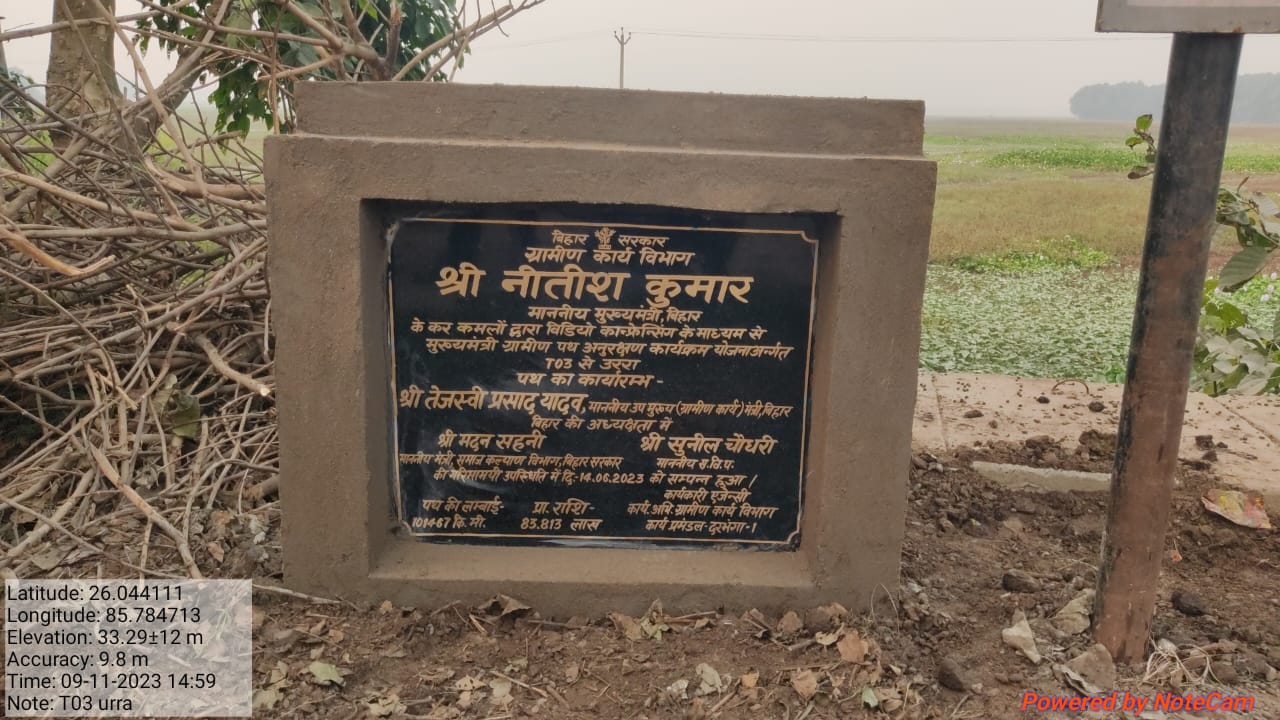 बिहार सरकार
ग्रामीण कार्य विभाग
श्री नीतीश कुमार
माननीय मुख्यमंत्री, बिहार
के कर कमलों द्वारा विडियो कान्फ्रेन्सिंग के माध्यम से
मुख्यमंत्री ग्रामीण पथ अनुरक्षण कार्यक्रम योजनाअर्न्गत
T03 से उररा
पथ का कार्यारम्भ-
श्री तेजस्वी प्रसाद यादव, माननीय उप मुख्य (ग्रामीण कार्य) मंत्री, बिहार
बिहार की अध्यक्षता में
श्री मदन सहनी श्री सुनील चौधरी
माननीय मंत्री, समाज कल्याण विभाग, बिहार सरकार माननीय स.वि.प.
की गरिमामयी उपस्थिति में दि:-14.06.2023 को सम्पन्न हुआ।
कार्यकारी एजेन्सी
पथ की लम्बाई- प्रा. राशि- कार्य. अभि. ग्रामीण कार्य विभाग
कि. मी. 83.813 लाख कार्य प्रमंडल-दरभंगा-1
Latitude: 26.044111
Longitude: 85.784713
Elevation: 33.29±12 m
Accuracy: 9.8 m
Time: 09-11-2023 14:59
Note: T03 urra
Powered by NoteCam